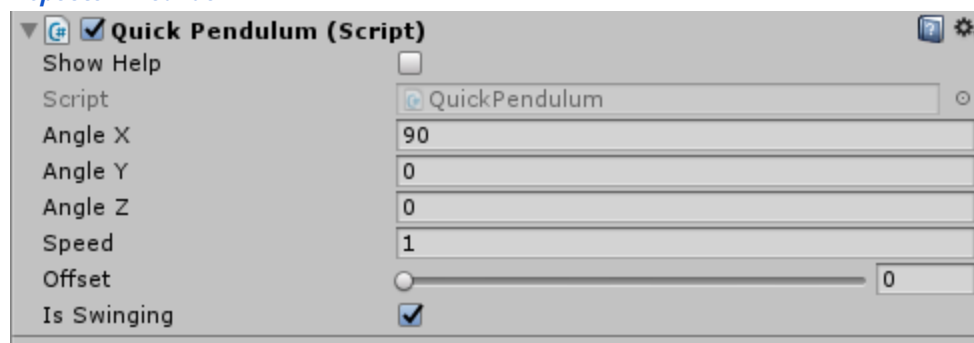 Quick Pendulum (Script)
Show Help
Script QuickPendulum
Angle X 90
Angle Y 0
Angle Z 0
Speed 1
Offset 0
Is Swinging